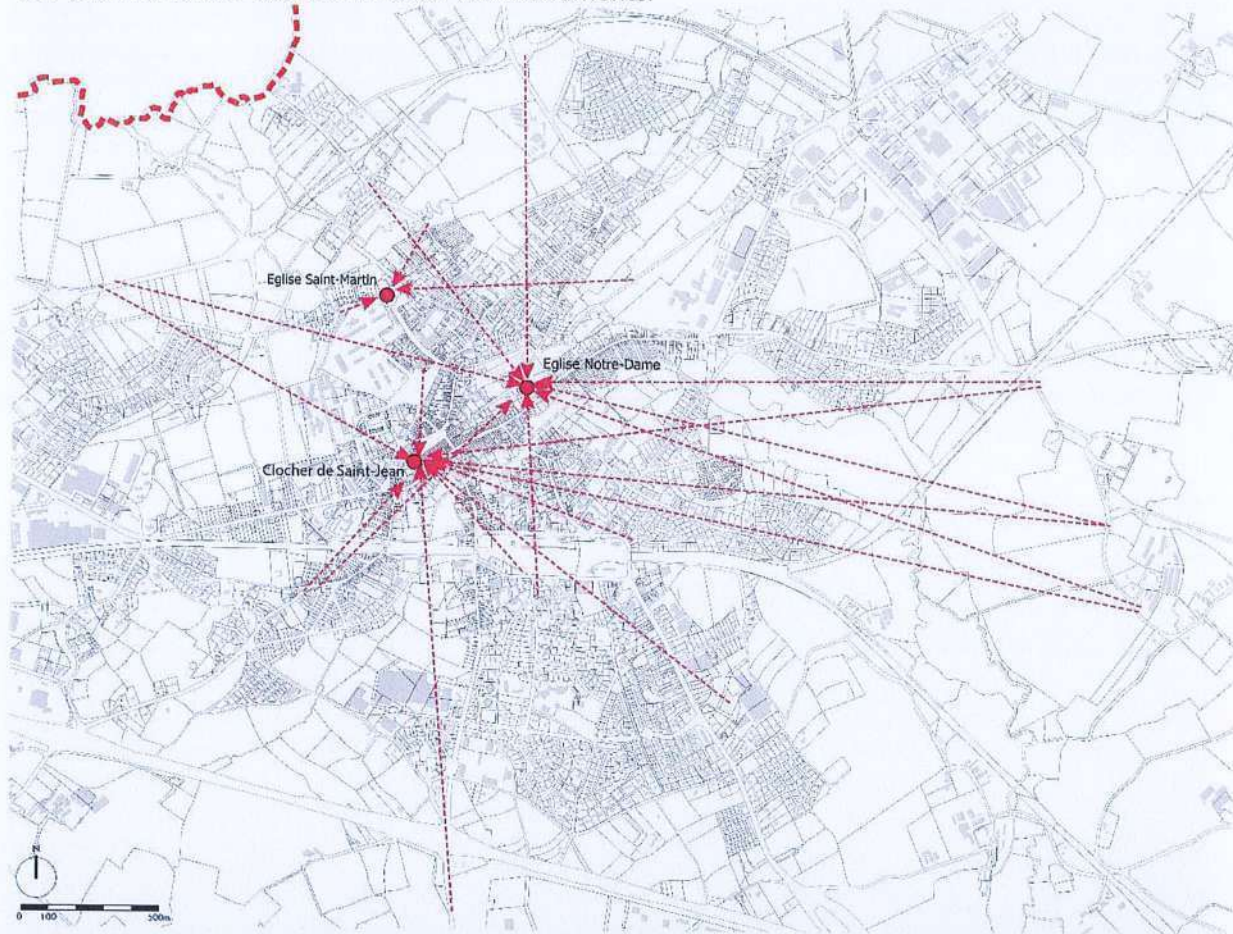 Eglise Saint-Martin
Eglise Notre-Dame
Clocher de Saint-Jean
N
0 100 500m